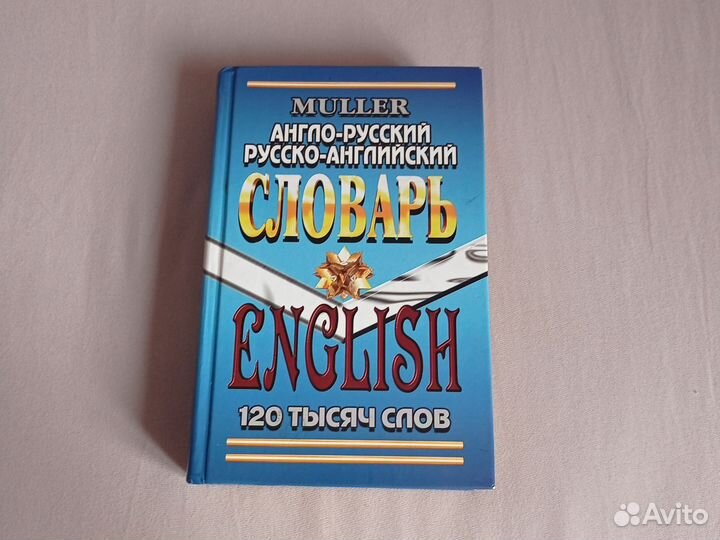 MULLER
АНГЛО-РУССКИЙ
РУССКО-АНГЛИЙСКИЙ
СЛОВАРЬ
ENGLISH
120 ТЫСЯЧ СЛОВ
Avito